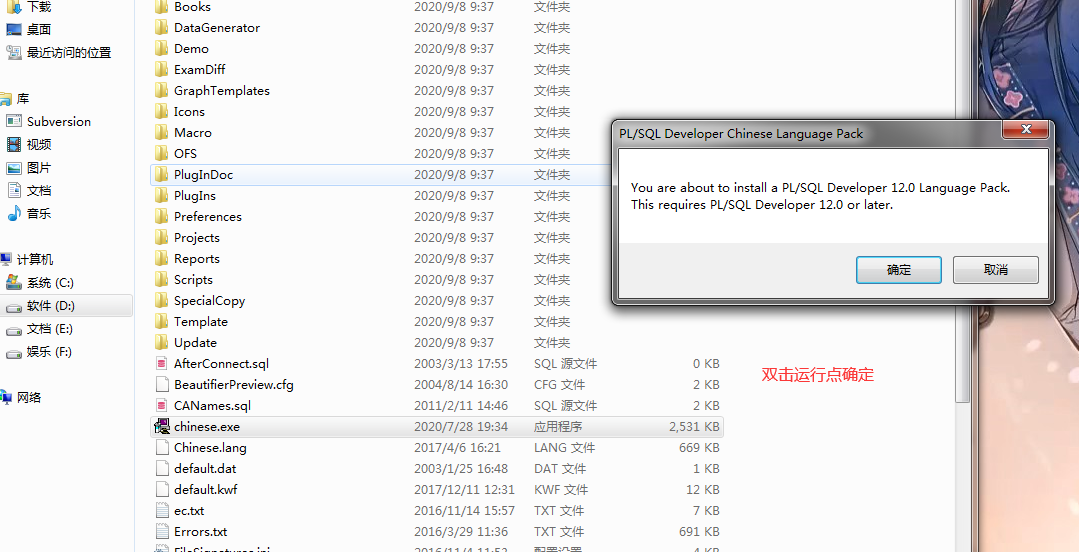 下载
桌面
最近访问的位置
库
Subversion
视频
图片
文档
音乐
计算机
系统 (C:)
软件 (D:)
文档 (E:)
娱乐 (F:)
网络
Books 2020/9/8 9:37 文件夹
DataGenerator 2020/9/8 9:37 文件夹
Demo 2020/9/8 9:37 文件夹
ExamDiff 2020/9/8 9:37 文件夹
GraphTemplates 2020/9/8 9:37 文件夹
Icons 2020/9/8 9:37 文件夹
Macro 2020/9/8 9:37 文件夹
OFS 2020/9/8 9:37 文件夹
PlugInDoc 2020/9/8 9:37 文件夹
PlugIns 2020/9/8 9:37 文件夹
Preferences 2020/9/8 9:37 文件夹
Projects 2020/9/8 9:37 文件夹
Reports 2020/9/8 9:37 文件夹
Scripts 2020/9/8 9:37 文件夹
SpecialCopy 2020/9/8 9:37 文件夹
Template 2020/9/8 9:37 文件夹
Update 2020/9/8 9:37 文件夹
AfterConnect.sql 2003/3/13 17:55 SQL 源文件 0 KB
BeautifierPreview.cfg 2004/8/14 16:30 CFG 文件 2 KB
CANames.sql 2011/2/11 14:46 SQL 源文件 2 KB
chinese.exe 2020/7/28 19:34 应用程序 2,531 KB
Chinese.lang 2017/4/6 16:21 LANG 文件 669 KB
default.dat 2003/1/25 16:48 DAT 文件 1 KB
default.kwf 2017/12/11 12:31 KWF 文件 12 KB
ec.txt 2016/11/14 15:57 TXT 文件 7 KB
Errors.txt 2016/3/29 11:36 TXT 文件 691 KB
FileSignatures.ini 2016/11/4 11:52 配置设置
PL/SQL Developer Chinese Language Pack
You are about to install a PL/SQL Developer 12.0 Language Pack.
This requires PL/SQL Developer 12.0 or later.
确定 取消
双击运行点确定